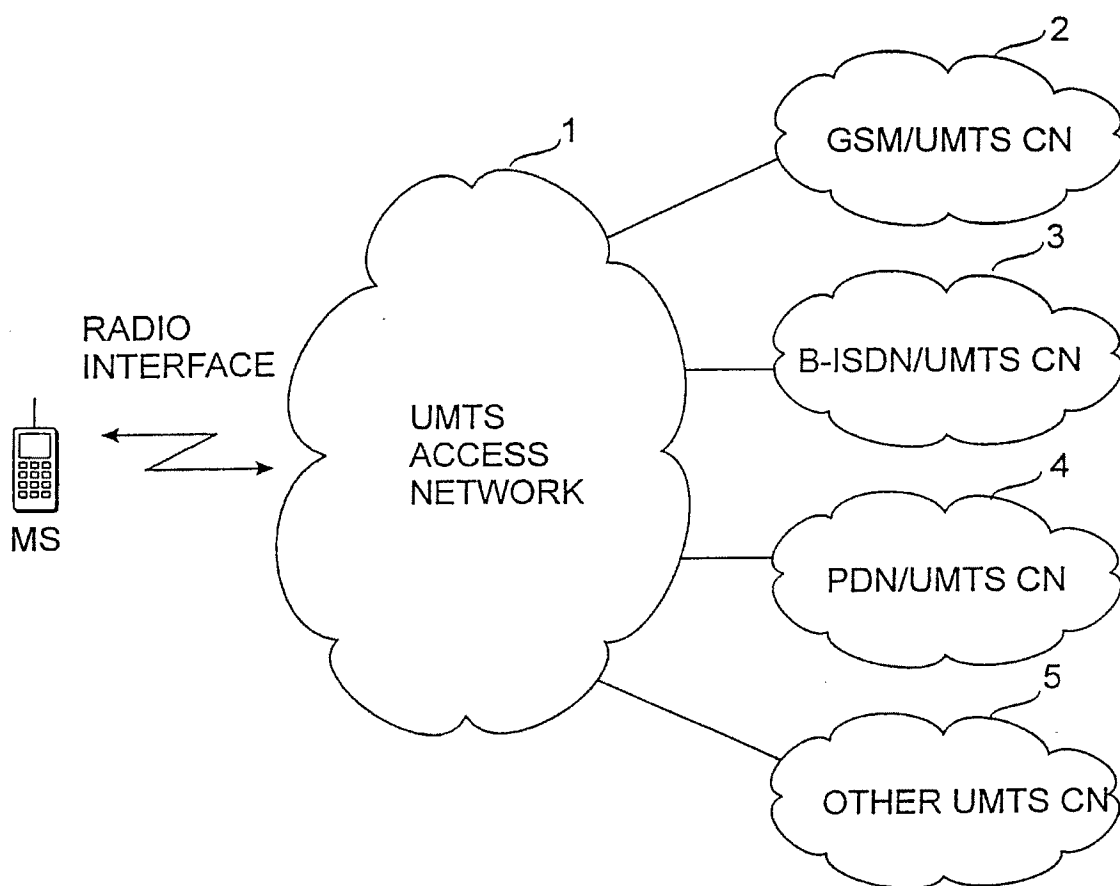 2
GSM/UMTS CN
1
3
RADIO
INTERFACE
B-ISDN/UMTS CN
UMTS
ACCESS
NETWORK
4
MS
PDN/UMTS CN
5
OTHER UMTS CN